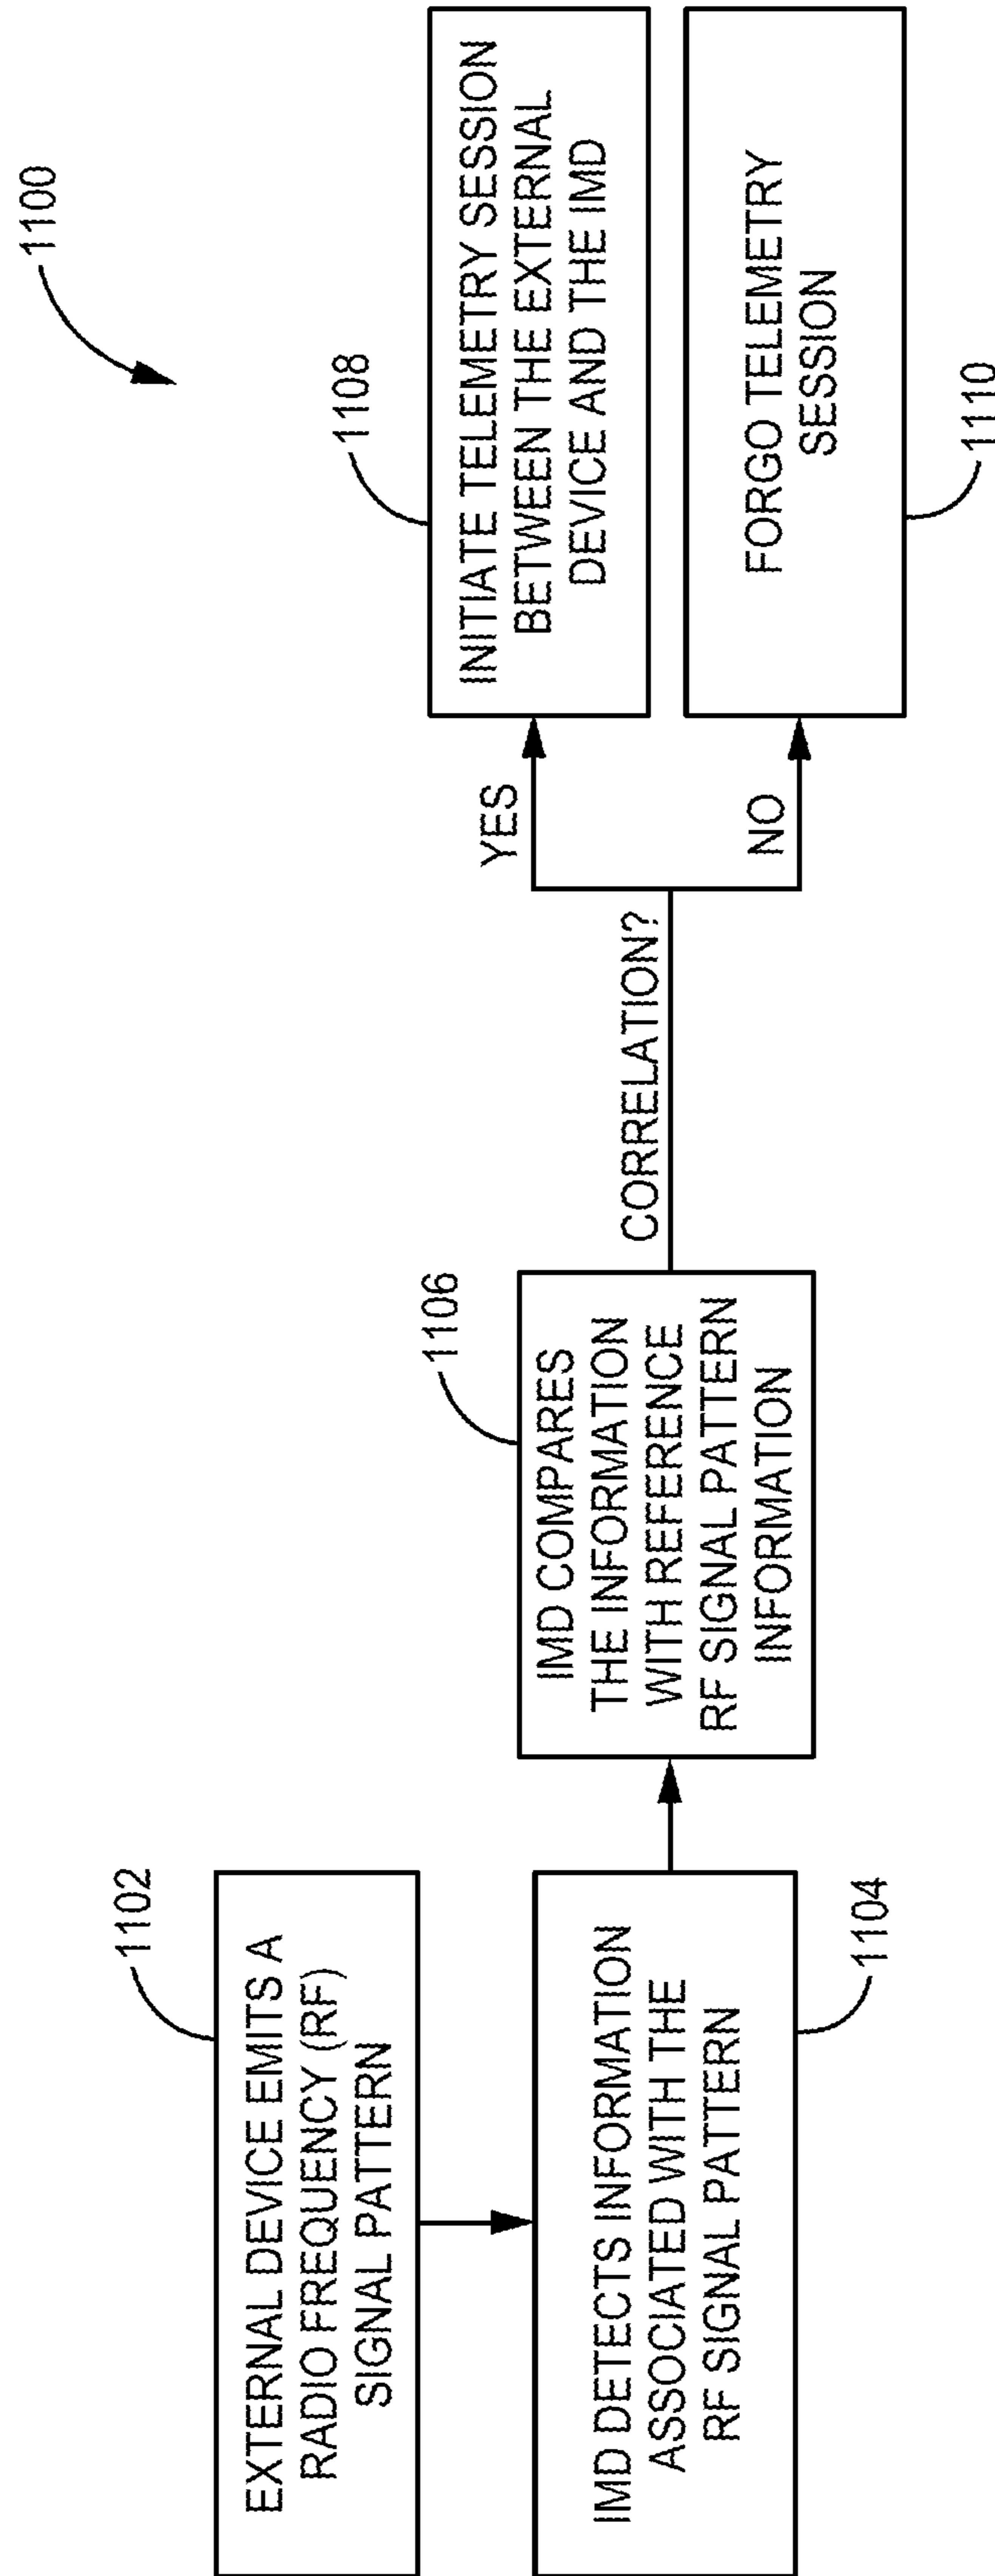 1100
1102
EXTERNAL DEVICE EMITS A
RADIO FREQUENCY (RF)
SIGNAL PATTERN
IMD DETECTS INFORMATION
ASSOCIATED WITH THE
RF SIGNAL PATTERN
1104
1106
IMD COMPARES
THE INFORMATION
WITH REFERENCE
RF SIGNAL PATTERN
INFORMATION
CORRELATION?
YES
NO
1108
INITIATE TELEMETRY SESSION
BETWEEN THE EXTERNAL
DEVICE AND THE IMD
FORGO TELEMETRY
SESSION
1110